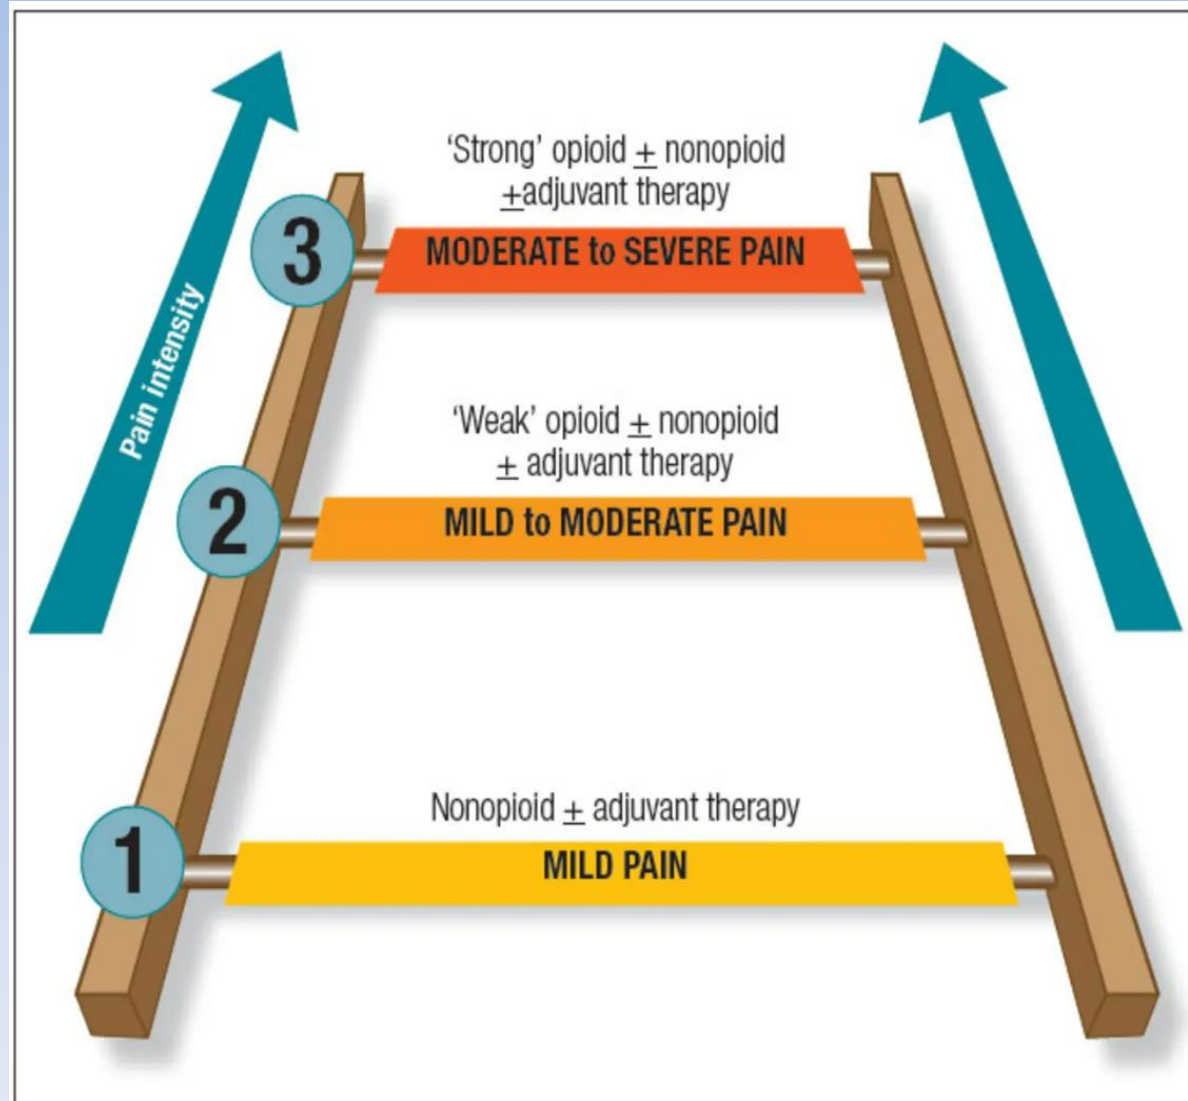 ‘Strong’ opioid ± nonopioid
±adjuvant therapy
3
MODERATE to SEVERE PAIN
Pain intensity
‘Weak’ opioid ± nonopioid
± adjuvant therapy
2
MILD to MODERATE PAIN
Nonopioid ± adjuvant therapy
1
MILD PAIN